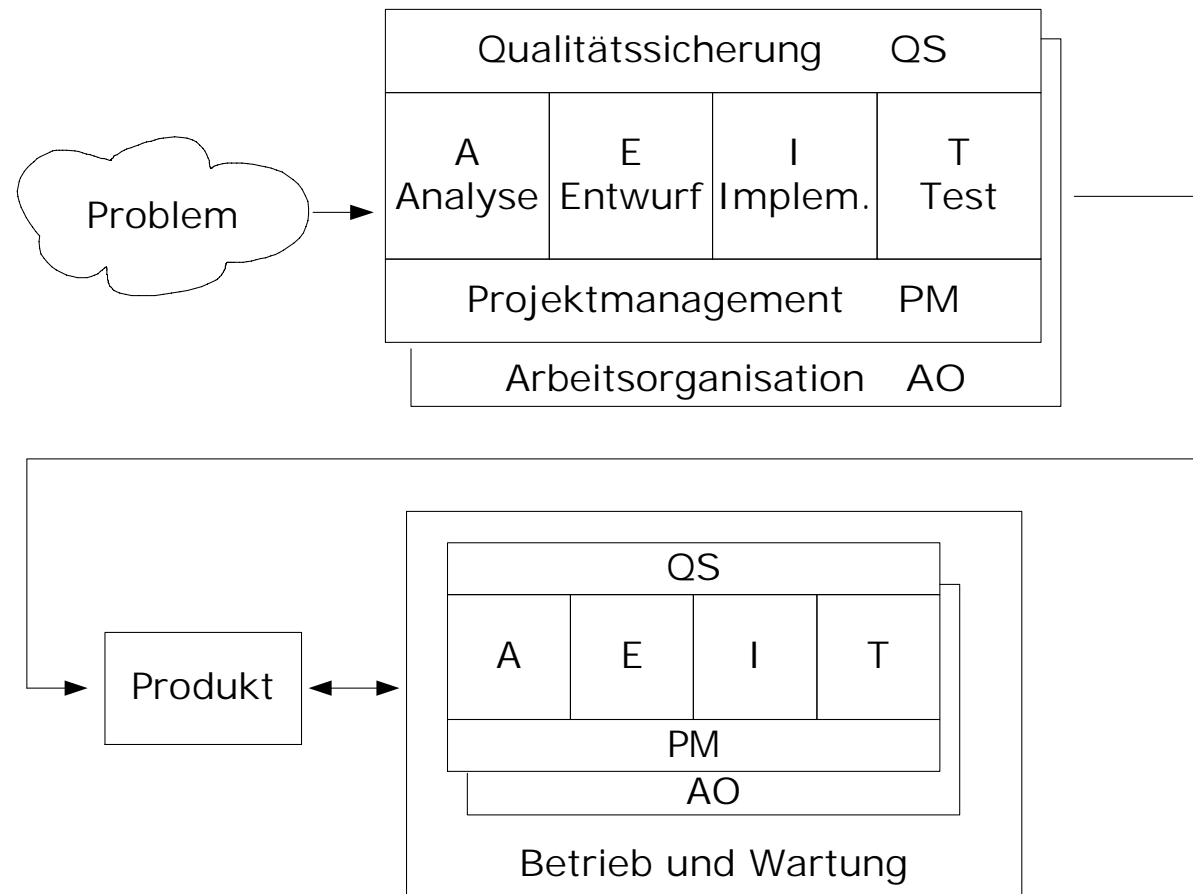 Qualitätssicherung QS
A
Analyse
E
Entwurf
I
Implem.
T
Test
Problem
Projektmanagement PM
Arbeitsorganisation AO
QS
A
E
I
T
Produkt
PM
AO
Betrieb und Wartung